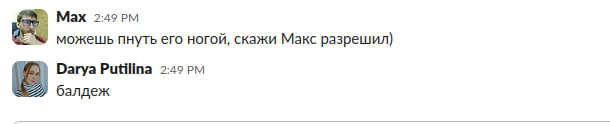 Max 2:49 PM
можешь пнуть его ногой, скажи Макс разрешил)
Darya Putilina 2:49 PM
балдеж